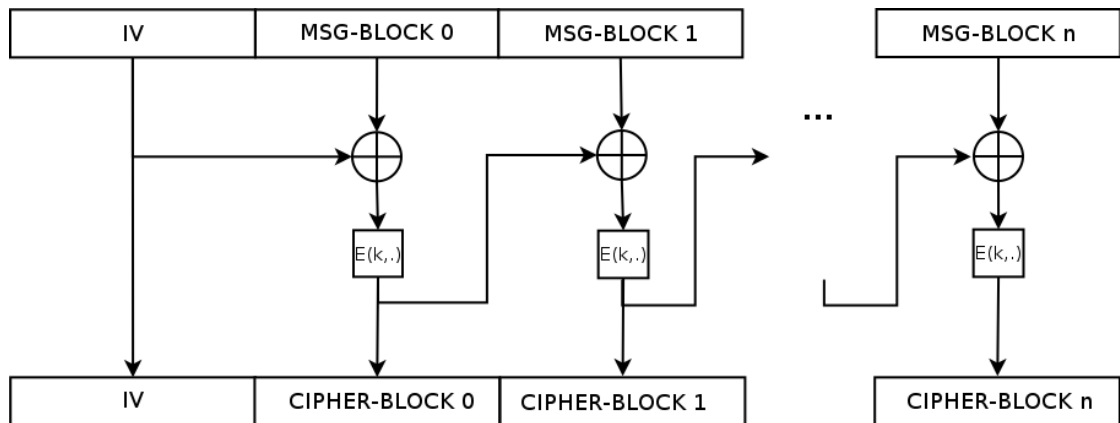 IV
MSG-BLOCK 0
MSG-BLOCK 1
MSG-BLOCK n
...
E(k,.)
E(k,.)
E(k,.)
IV
CIPHER-BLOCK 0
CIPHER-BLOCK 1
CIPHER-BLOCK n